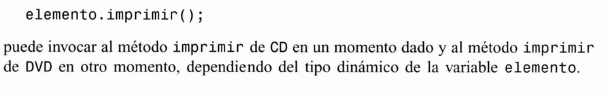 elemento.imprimir();
puede invocar al método imprimir de CD en un momento dado y al método imprimir
de DVD en otro momento, dependiendo del tipo dinámico de la variable elemento.